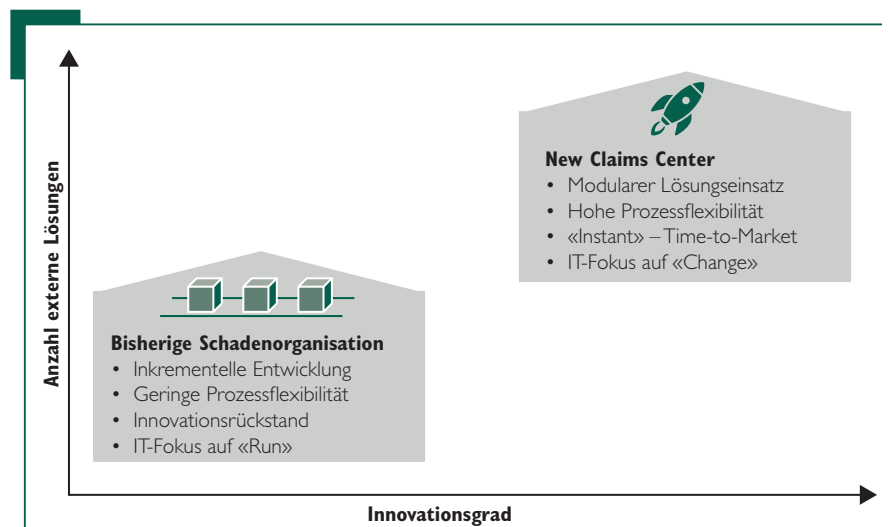 Anzahl externe Lösungen
New Claims Center
• Modularer Lösungseinsatz
• Hohe Prozessflexibilität
• «Instant» – Time-to-Market
• IT-Fokus auf «Change»
Bisherige Schadenorganisation
• Inkrementelle Entwicklung
• Geringe Prozessflexibilität
• Innovationsrückstand
• IT-Fokus auf «Run»
Innovationsgrad